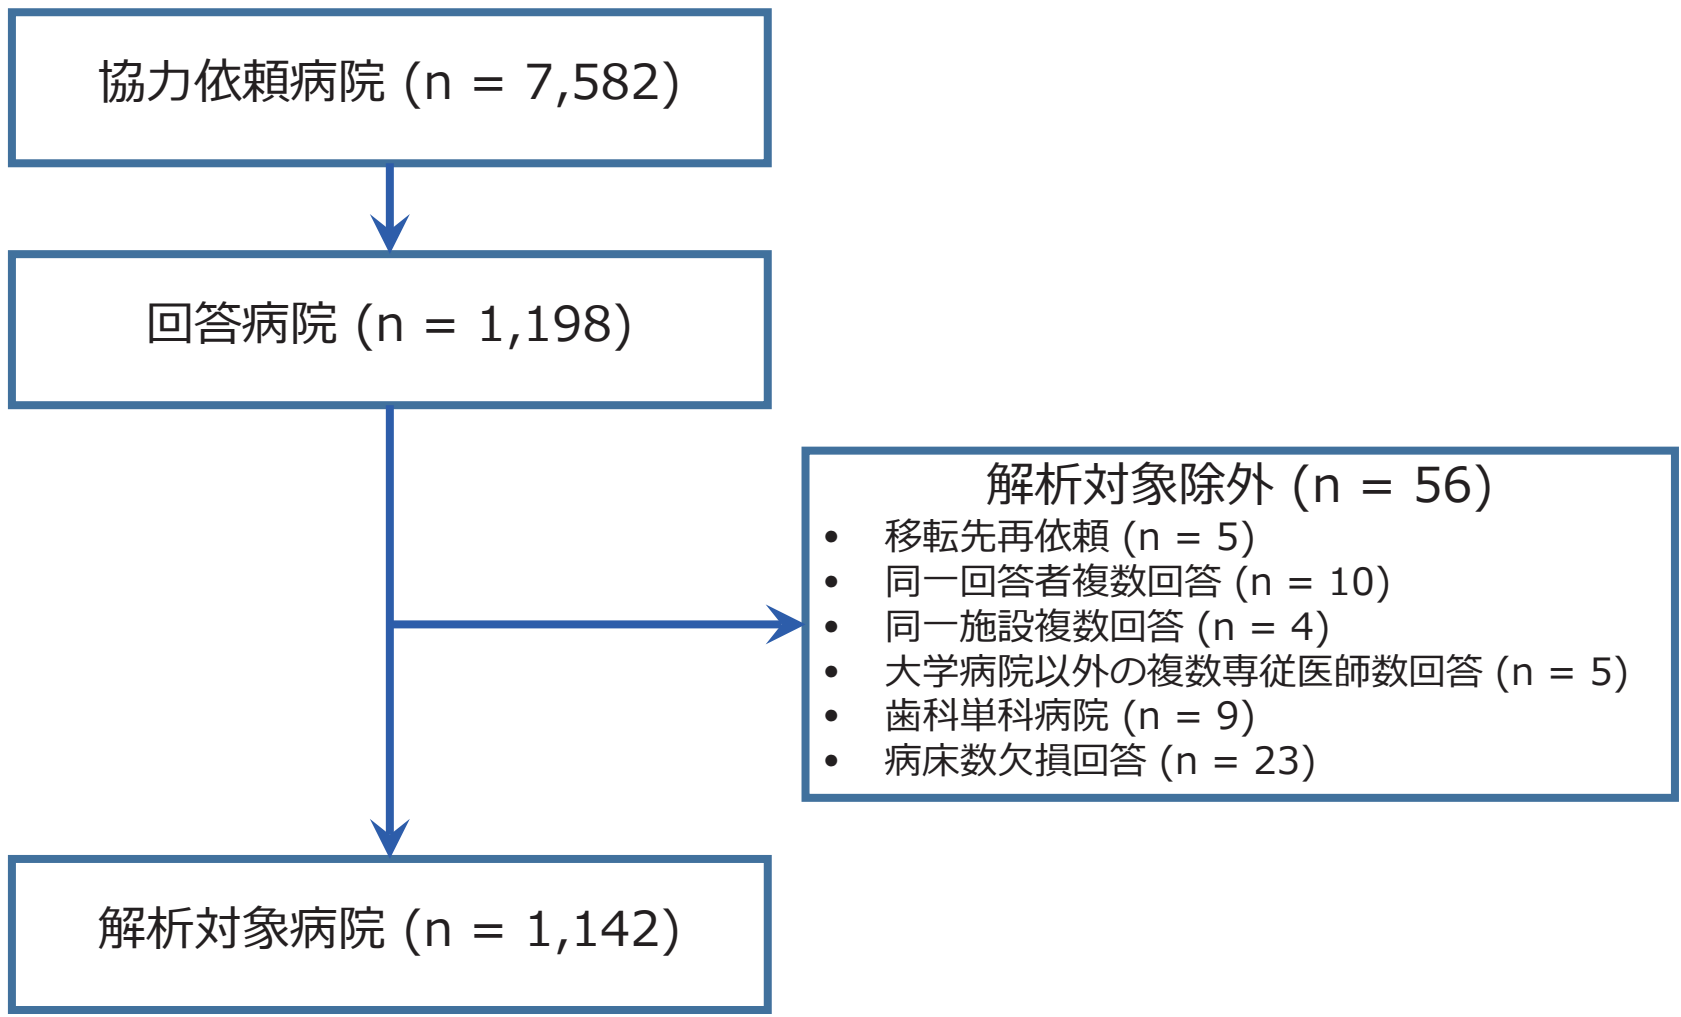 協力依頼病院 (n = 7,582)
回答病院 (n = 1,198)
解析対象除外 (n = 56)
• 移転先再依頼 (n = 5)
• 同一回答者複数回答 (n = 10)
• 同一施設複数回答 (n = 4)
• 大学病院以外の複数専従医師数回答 (n = 5)
• 歯科単科病院 (n = 9)
• 病床数欠損回答 (n = 23)
解析対象病院 (n = 1,142)